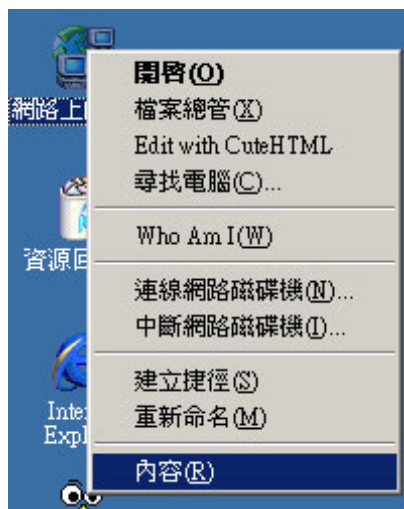 網路上
開啓(O)
檔案總管(X)
Edit with CuteHTML
尋找電腦(C)...
Who Am I(W)
資源回
連線網路磁碟機(N)...
中斷網路磁碟機(I)...
建立捷徑(S)
重新命名(M)
Inte
Expl
內容(R)